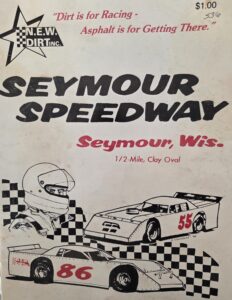 $1.00
536
"Dirt is for Racing -
Asphalt is for Getting There."
N.E.W.
DIRT INC.
SEYMOUR
SPEEDWAY
Seymour, Wis.
1/2 Mile, Clay Oval
55
86